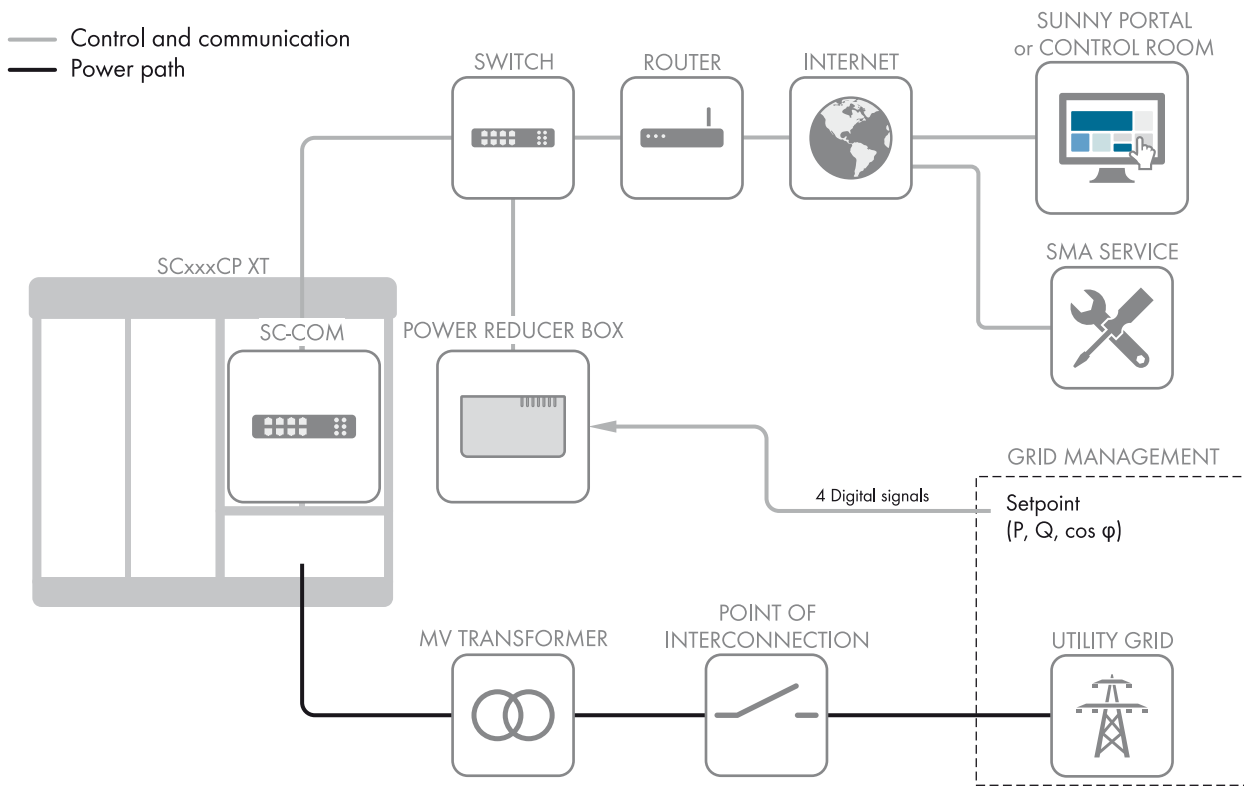 Control and communication
Power path
SUNNY PORTAL
or CONTROL ROOM
SWITCH
ROUTER
INTERNET
SMA SERVICE
SCxxxCP XT
SC-COM
POWER REDUCER BOX
GRID MANAGEMENT
4 Digital signals
Setpoint
(P, Q, cos φ)
MV TRANSFORMER
POINT OF
INTERCONNECTION
UTILITY GRID